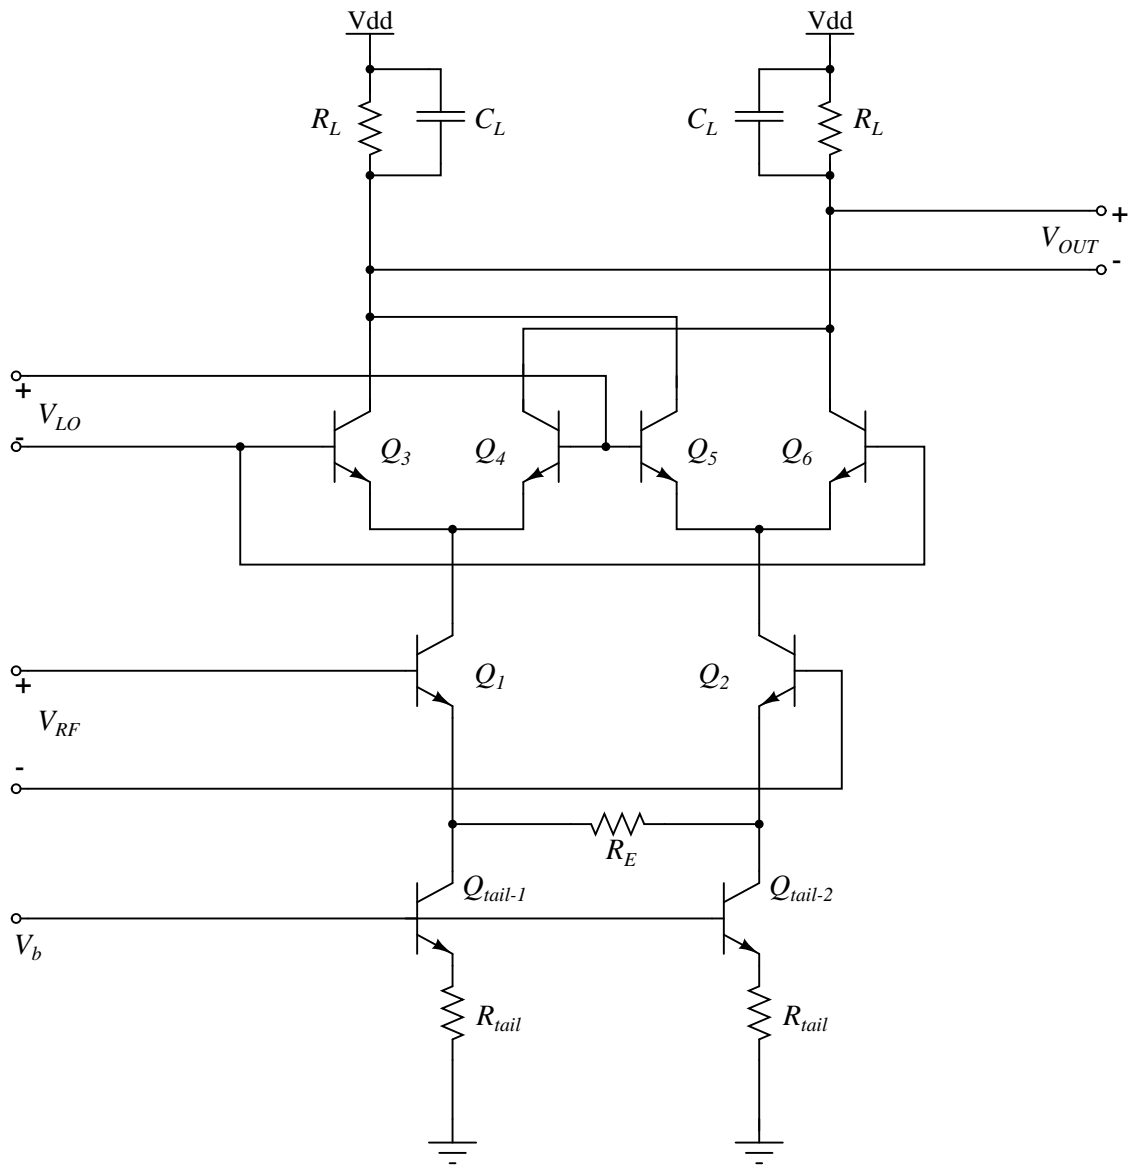 Vdd Vdd
R_L C_L C_L R_L
+
V_OUT
-
+
V_LO
-
Q_3 Q_4 Q_5 Q_6
Q_1 Q_2
+
V_RF
-
R_E
Q_tail-1 Q_tail-2
V_b
R_tail R_tail